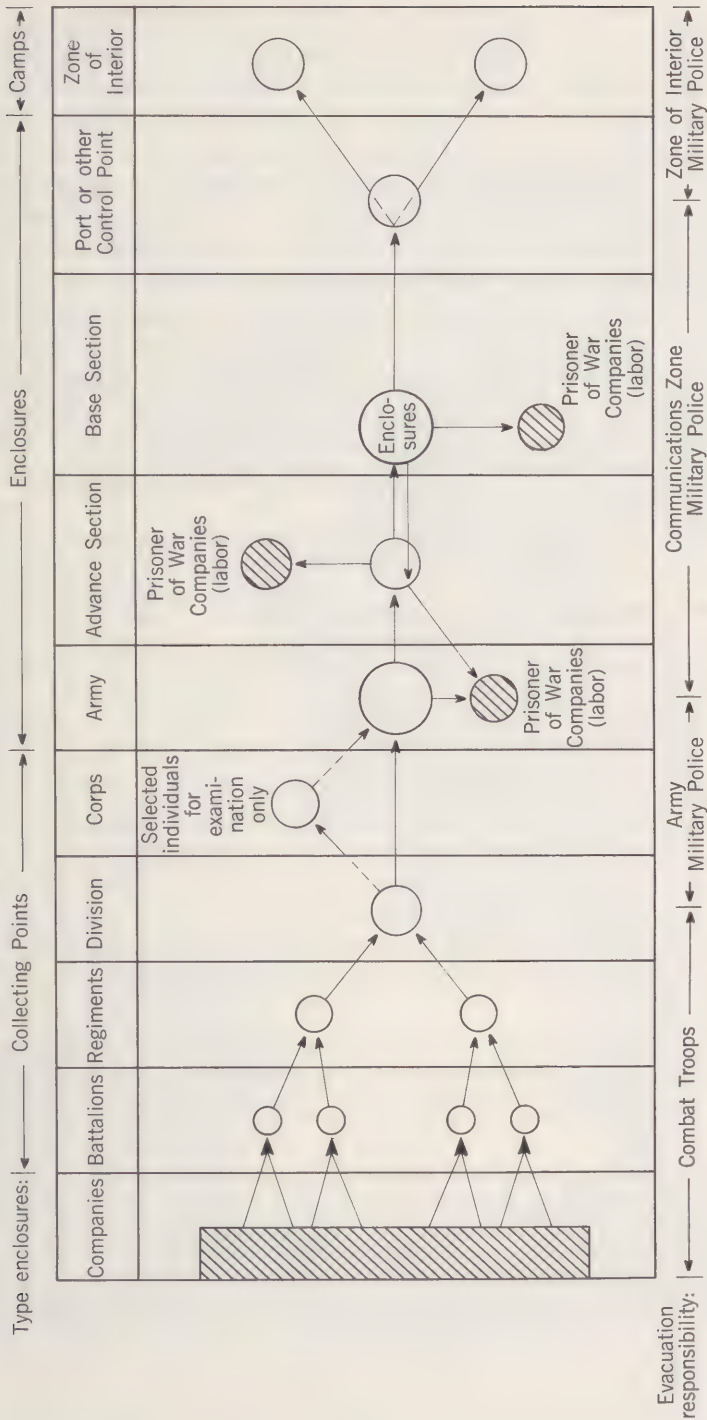 Type enclosures:
Collecting Points
Enclosures
Camps
Companies
Battalions
Regiments
Division
Corps
Army
Advance Section
Base Section
Port or other
Control Point
Zone
of
Interior
Selected
individuals
for
exami-
nation
only
Prisoner
of War
Companies
(labor)
Prisoner
of War
Companies
(labor)
Enclo-
sures
Prisoner
of War
Companies
(labor)
Evacuation
responsibility:
Combat Troops
Army
Military Police
Communications Zone
Military Police
Zone of Interior
Military Police